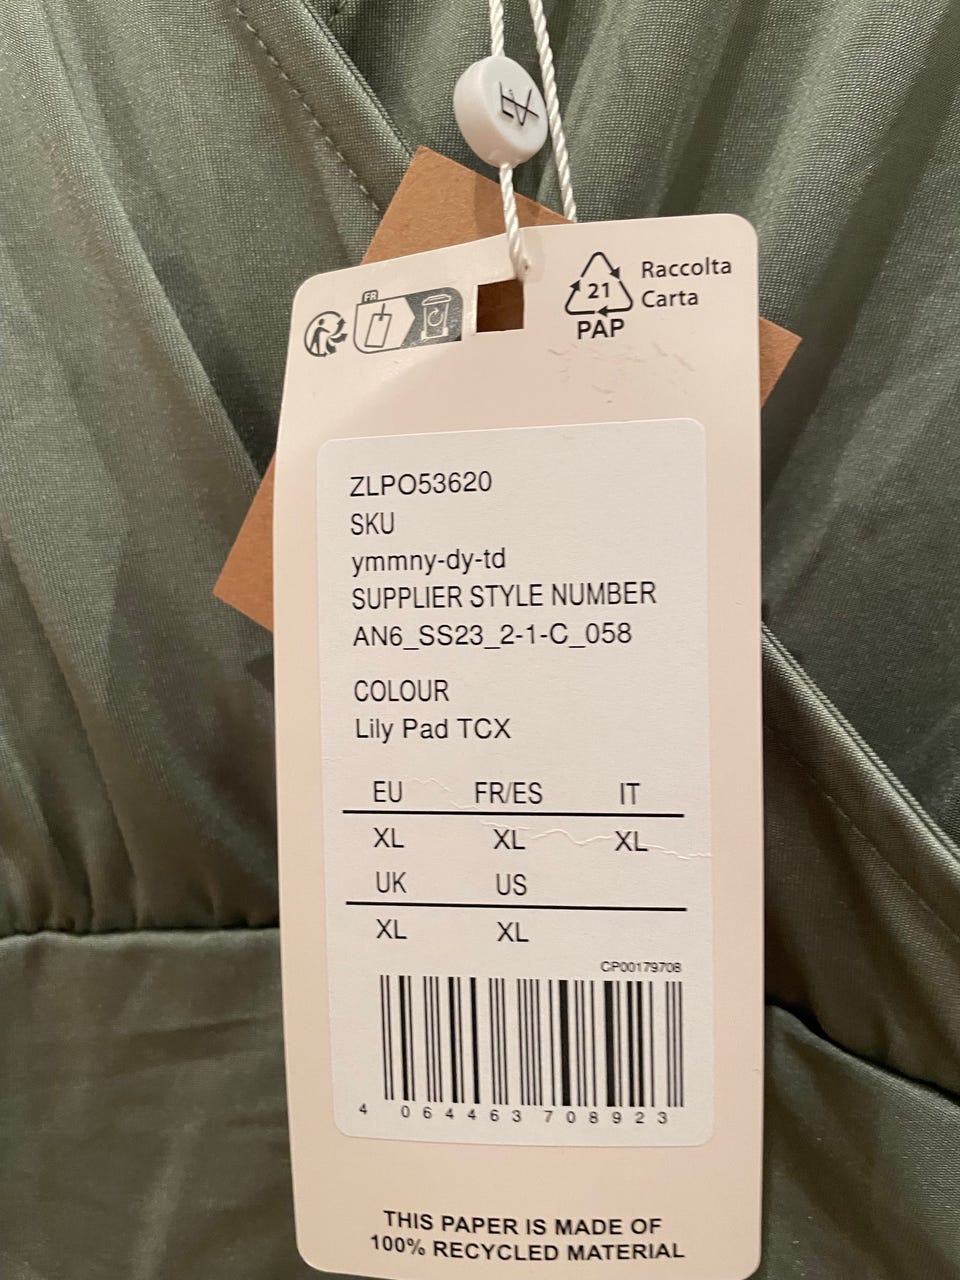 FR
21
PAP
Raccolta
Carta
ZLPO53620
SKU
ymmny-dy-td
SUPPLIER STYLE NUMBER
AN6_SS23_2-1-C_058
COLOUR
Lily Pad TCX
EU FR/ES IT
XL XL XL
UK US
XL XL
CP00179708
4 064463 708923
THIS PAPER IS MADE OF
100% RECYCLED MATERIAL